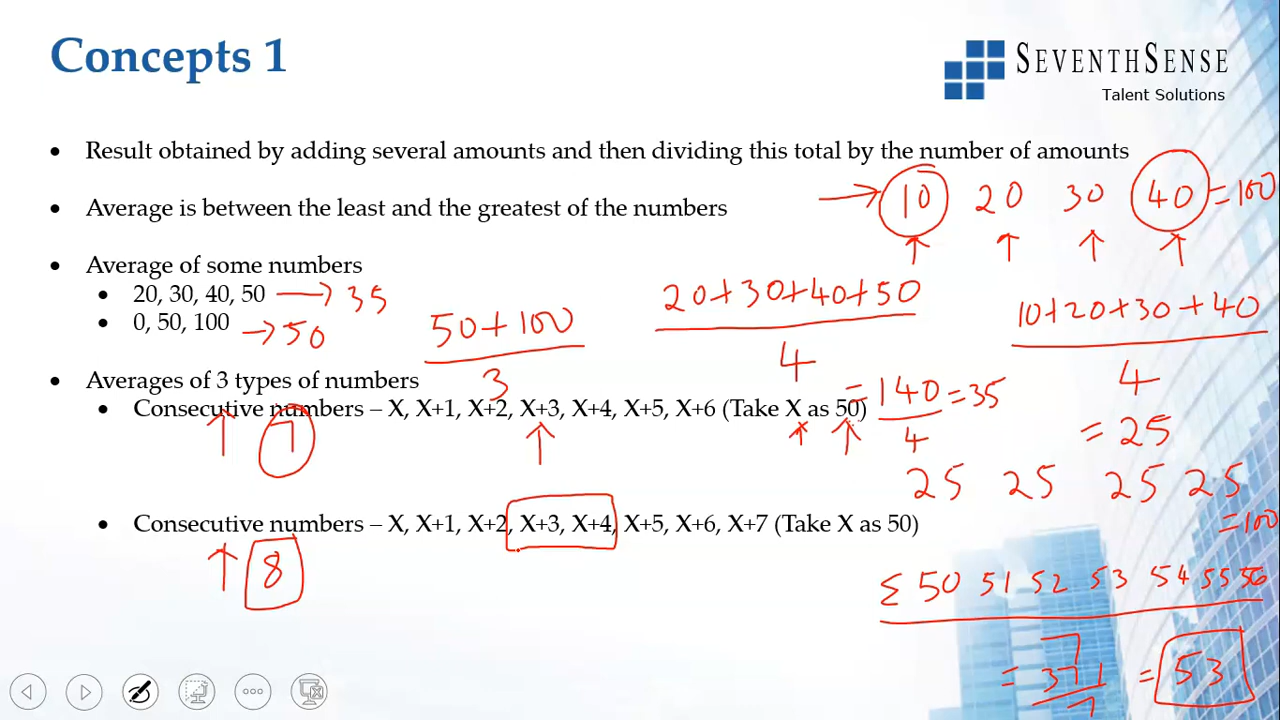 Concepts 1
SEVENTHSENSE
Talent Solutions
• Result obtained by adding several amounts and then dividing this total by the number of amounts
→ 10 20 30 40 = 100
• Average is between the least and the greatest of the numbers
• Average of some numbers
• 20, 30, 40, 50 → 35
• 0, 50, 100 → 50
50+100
3
20+30+40+50
4
= 140 = 35
4
10+20+30+40
4
= 25
25 25 25 25
= 100
• Averages of 3 types of numbers
• Consecutive numbers – X, X+1, X+2, X+3, X+4, X+5, X+6 (Take X as 50)
↑ 7
• Consecutive numbers – X, X+1, X+2, X+3, X+4, X+5, X+6, X+7 (Take X as 50)
↑ 8
Σ 50 51 52 53 54 55 56
7
= 371 = 53
7